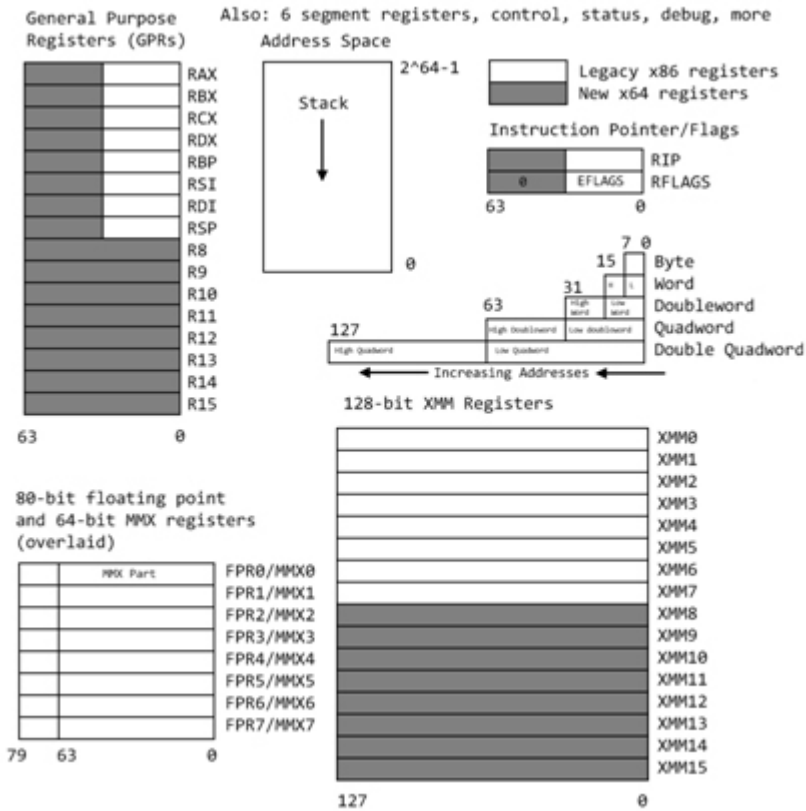 General Purpose
Registers (GPRs)
Also: 6 segment registers, control, status, debug, more
RAX
RBX
RCX
RDX
RBP
RSI
RDI
RSP
R8
R9
R10
R11
R12
R13
R14
R15
63 0
Address Space
2^64-1
Stack
0
Legacy x86 registers
New x64 registers
Instruction Pointer/Flags
RIP
0 EFLAGS RFLAGS
63 0
7 0
Byte
15
H L Word
31
High Word Low Word Doubleword
63
High Doubleword Low doubleword Quadword
127
High Quadword Low Quadword Double Quadword
Increasing Addresses
80-bit floating point
and 64-bit MMX registers
(overlaid)
MMX Part FPR0/MMX0
FPR1/MMX1
FPR2/MMX2
FPR3/MMX3
FPR4/MMX4
FPR5/MMX5
FPR6/MMX6
FPR7/MMX7
79 63 0
128-bit XMM Registers
XMM0
XMM1
XMM2
XMM3
XMM4
XMM5
XMM6
XMM7
XMM8
XMM9
XMM10
XMM11
XMM12
XMM13
XMM14
XMM15
127 0